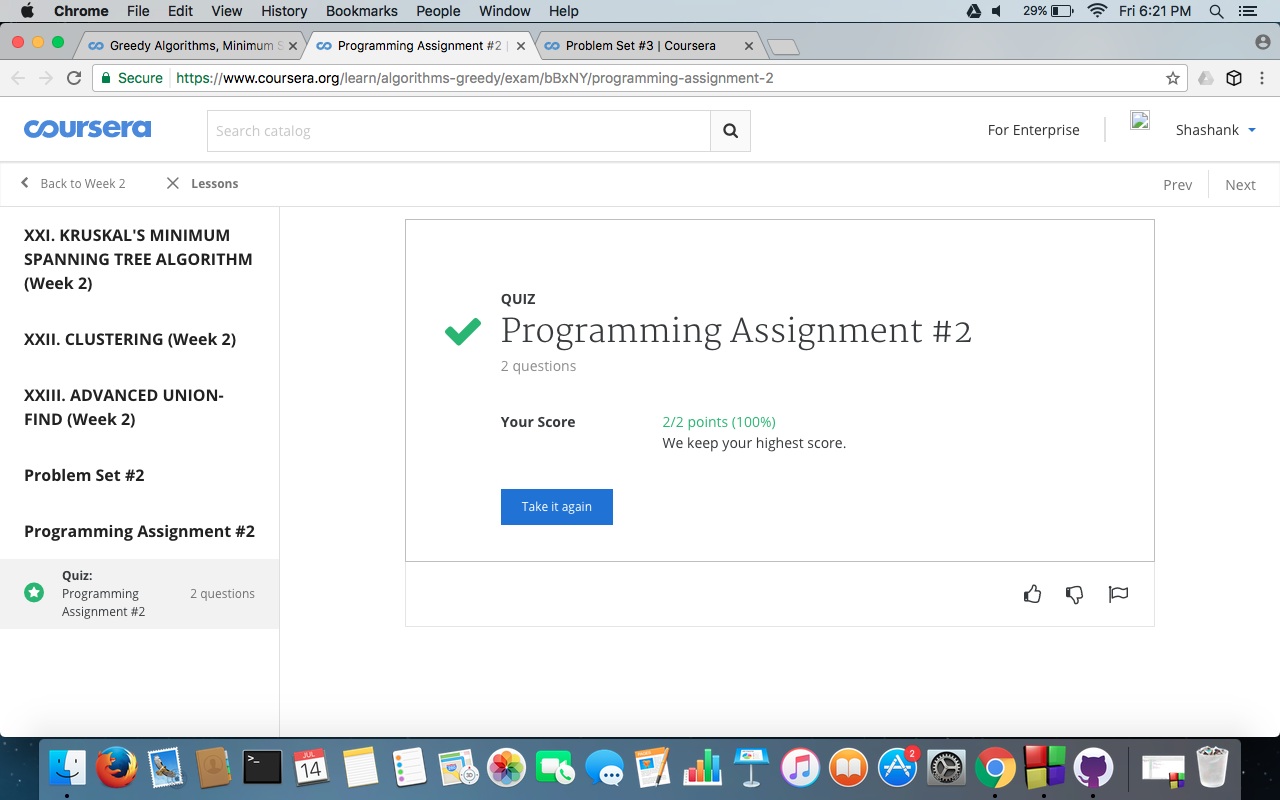 Chrome File Edit View History Bookmarks People Window Help 29% Fri 6:21 PM
Greedy Algorithms, Minimum S Programming Assignment #2 | Problem Set #3 | Coursera
Secure https://www.coursera.org/learn/algorithms-greedy/exam/bBxNY/programming-assignment-2
coursera Search catalog For Enterprise Shashank
Back to Week 2 Lessons Prev Next
XXI. KRUSKAL'S MINIMUM
SPANNING TREE ALGORITHM
(Week 2)
XXII. CLUSTERING (Week 2)
XXIII. ADVANCED UNION-
FIND (Week 2)
Problem Set #2
Programming Assignment #2
Quiz:
Programming
Assignment #2
2 questions
QUIZ
Programming Assignment #2
2 questions
Your Score 2/2 points (100%)
We keep your highest score.
Take it again
JUL
14
3D
2